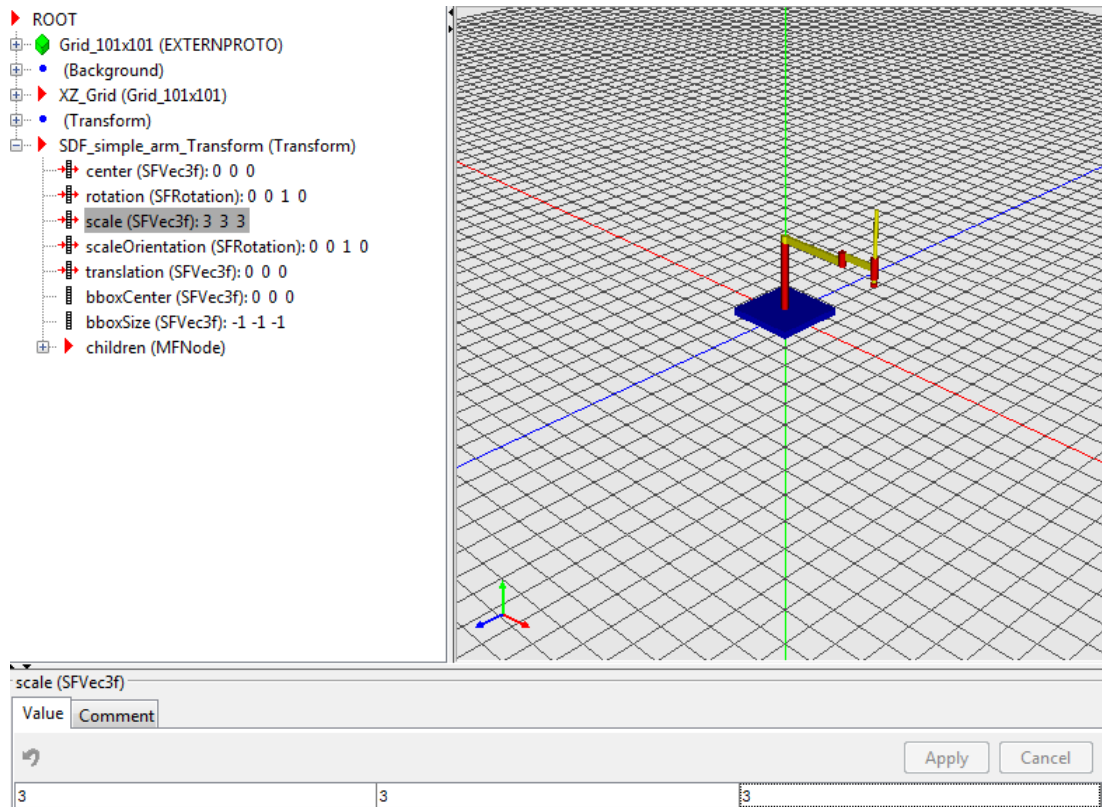 ROOT
Grid_101x101 (EXTERNPROTO)
(Background)
XZ_Grid (Grid_101x101)
(Transform)
SDF_simple_arm_Transform (Transform)
center (SFVec3f): 0 0 0
rotation (SFRotation): 0 0 1 0
scale (SFVec3f): 3 3 3
scaleOrientation (SFRotation): 0 0 1 0
translation (SFVec3f): 0 0 0
bboxCenter (SFVec3f): 0 0 0
bboxSize (SFVec3f): -1 -1 -1
children (MFNode)
scale (SFVec3f)
Value Comment
Apply Cancel
3 3 3